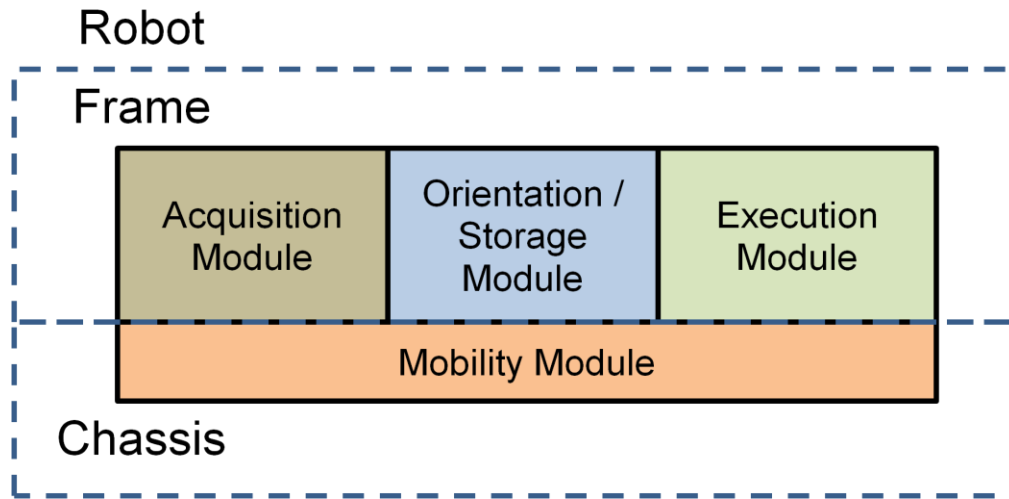 Robot
Frame
Acquisition
Module
Orientation /
Storage
Module
Execution
Module
Mobility Module
Chassis